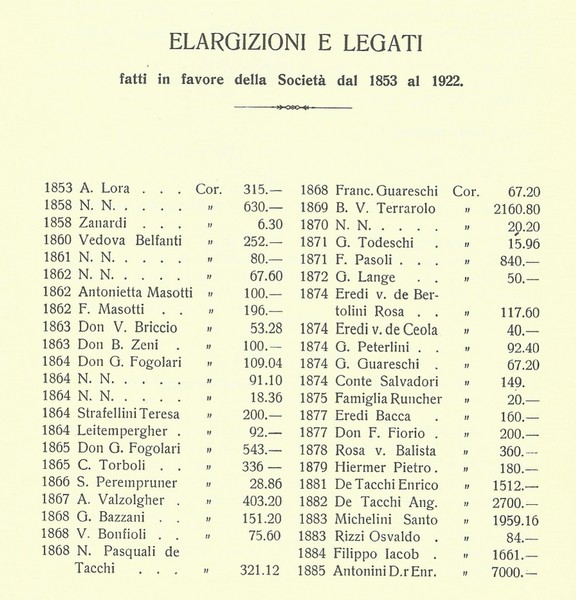 ELARGIZIONI E LEGATI
fatti in favore della Società dal 1853 al 1922.
1853 A. Lora . . . Cor. 315.—
1858 N. N. . . . . " 630.—
1858 Zanardi . . . " 6.30
1860 Vedova Belfanti " 252.—
1861 N. N. . . . . " 80.—
1862 N. N. . . . . " 67.60
1862 Antonietta Masotti " 100.—
1862 F. Masotti . . " 196.—
1863 Don V. Briccio " 53.28
1863 Don B. Zeni . " 100.—
1864 Don G. Fogolari " 109.04
1864 N. N. . . . . " 91.10
1864 N. N. . . . . " 18.36
1864 Strafellini Teresa " 200.—
1864 Leitempergher . " 92.—
1865 Don G. Fogolari " 543.—
1865 C. Torboli . . " 336 —
1866 S. Perempruner " 28.86
1867 A. Valzolgher . " 403.20
1868 G. Bazzani . . " 151.20
1868 V. Bonfioli . . " 75.60
1868 N. Pasquali de
Tacchi . . . " 321.12
1868 Franc. Guareschi Cor. 67.20
1869 B. V. Terrarolo " 2160.80
1870 N. N. . . . . " 20.20
1871 G. Todeschi . " 15.96
1871 F. Pasoli . . . " 840.—
1872 G. Lange . . " 50.—
1874 Eredi v. de Ber-
tolini Rosa . . " 117.60
1874 Eredi v. de Ceola " 40.—
1874 G. Peterlini . . " 92.40
1874 G. Guareschi . " 67.20
1874 Conte Salvadori " 149.
1875 Famiglia Runcher " 20.—
1877 Eredi Bacca . " 160.—
1877 Don F. Fiorio . " 200.—
1878 Rosa v. Balista " 360.—
1879 Hiermer Pietro . " 180.—
1881 De Tacchi Enrico " 1512.—
1882 De Tacchi Ang. " 2700.—
1883 Michelini Santo " 1959.16
1883 Rizzi Osvaldo . " 84.—
1884 Filippo Iacob . " 1661.—
1885 Antonini D.r Enr. " 7000.—